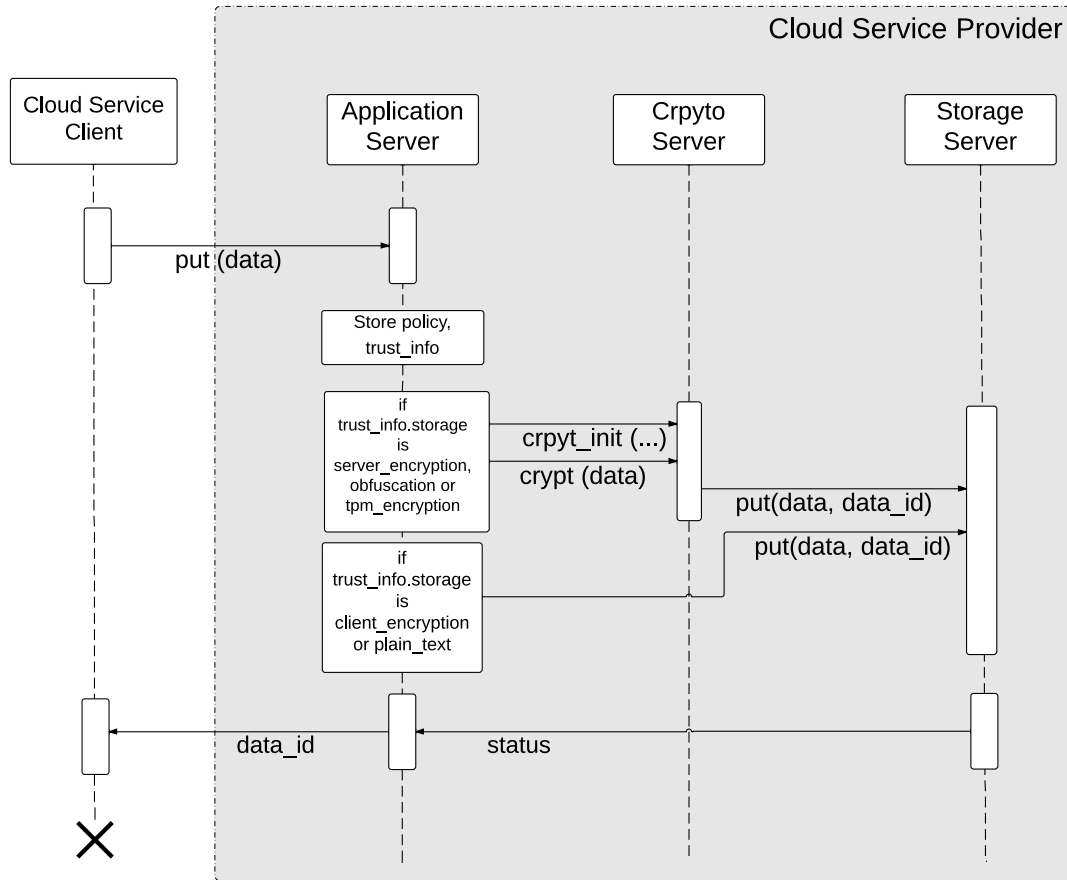 Cloud Service Provider
Cloud Service
Client
Application
Server
Crpyto
Server
Storage
Server
put (data)
Store policy,
trust_info
if
trust_info.storage
is
server_encryption,
obfuscation or
tpm_encryption
crpyt_init (...)
crypt (data)
put(data, data_id)
put(data, data_id)
if
trust_info.storage
is
client_encryption
or plain_text
data_id
status